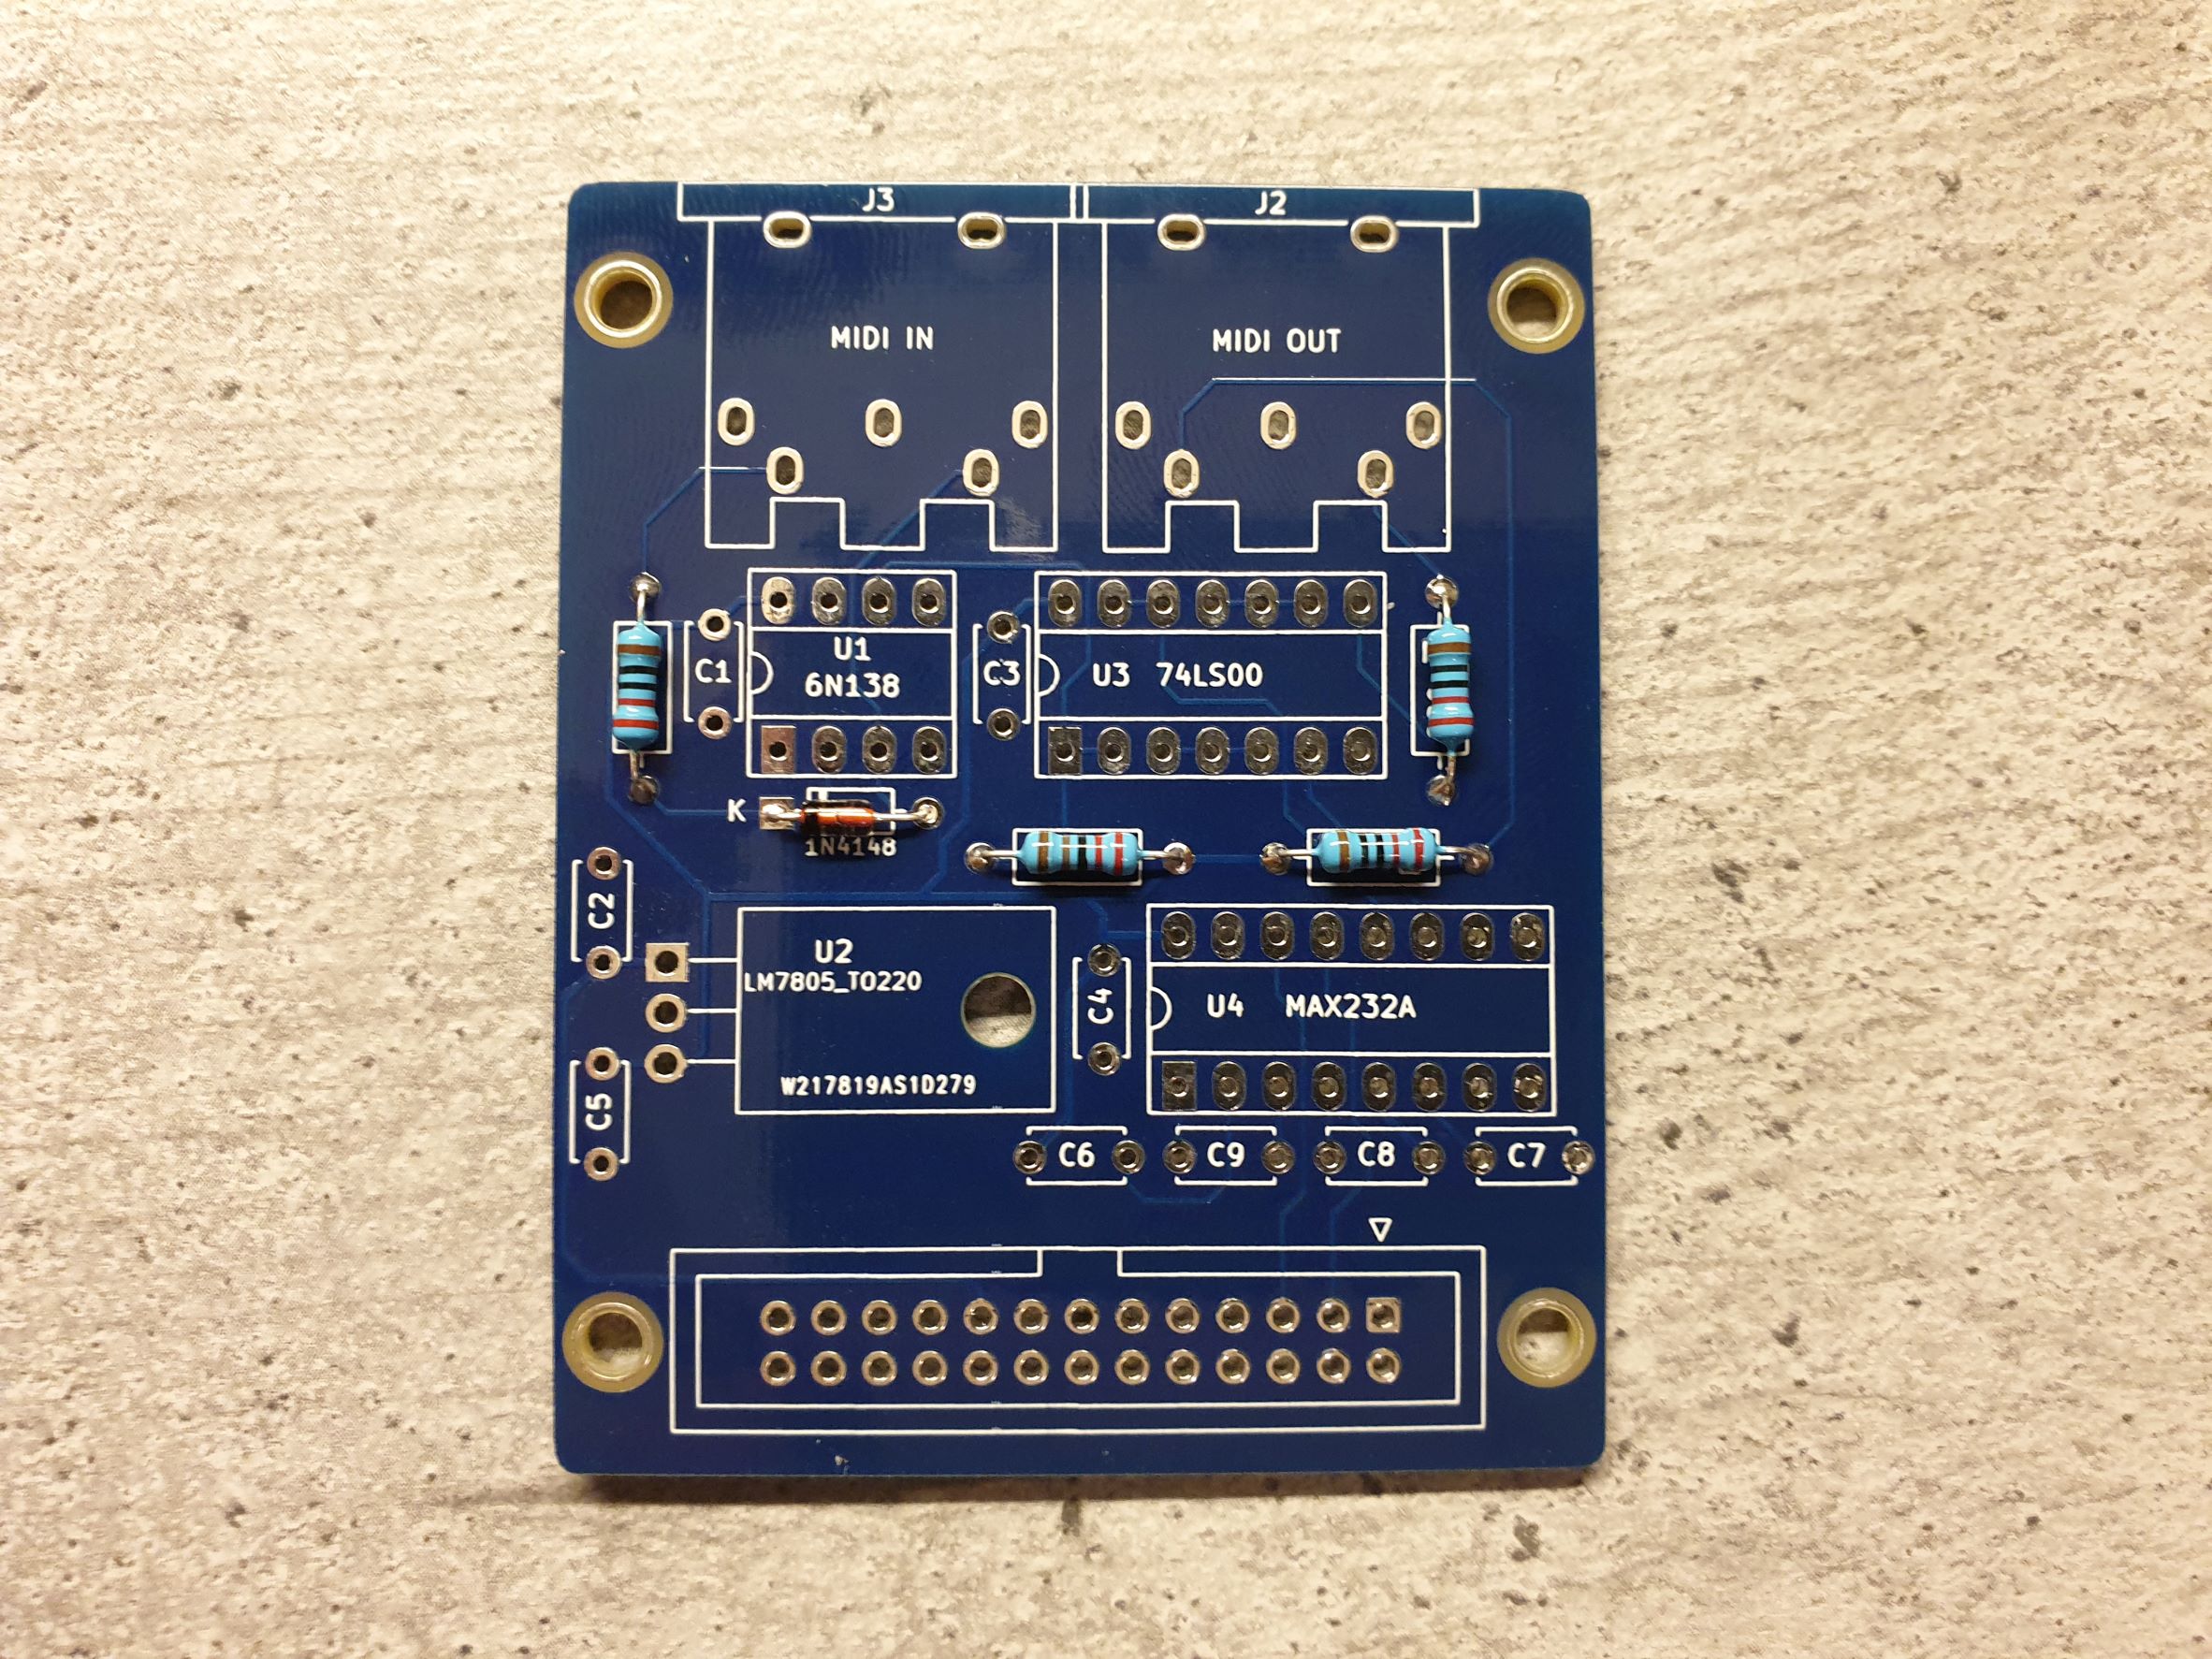 J3
J2
MIDI IN
MIDI OUT
C1
U1
6N138
C3
U3 74LS00
K
1N4148
C2
U2
LM7805_TO220
C4
U4 MAX232A
W217819AS1D279
C5
C6
C9
C8
C7